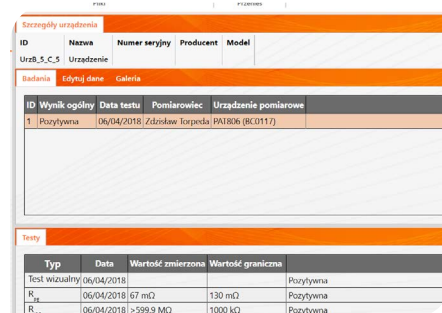 Szczegóły urządzenia
ID Nazwa Numer seryjny Producent Model
UrzB_5_C_5 Urządzenie
Badania Edytuj dane Galeria
ID Wynik ogólny Data testu Pomiarowiec Urządzenie pomiarowe
1 Pozytywna 06/04/2018 Zdzisław Torpeda PAT806 (BC0117)
Testy
Typ Data Wartość zmierzona Wartość graniczna
Test wizualny 06/04/2018 Pozytywna
R 06/04/2018 67 mΩ 130 mΩ Pozytywna
R 06/04/2018 >599.9 MΩ 1000 kΩ Pozytywna